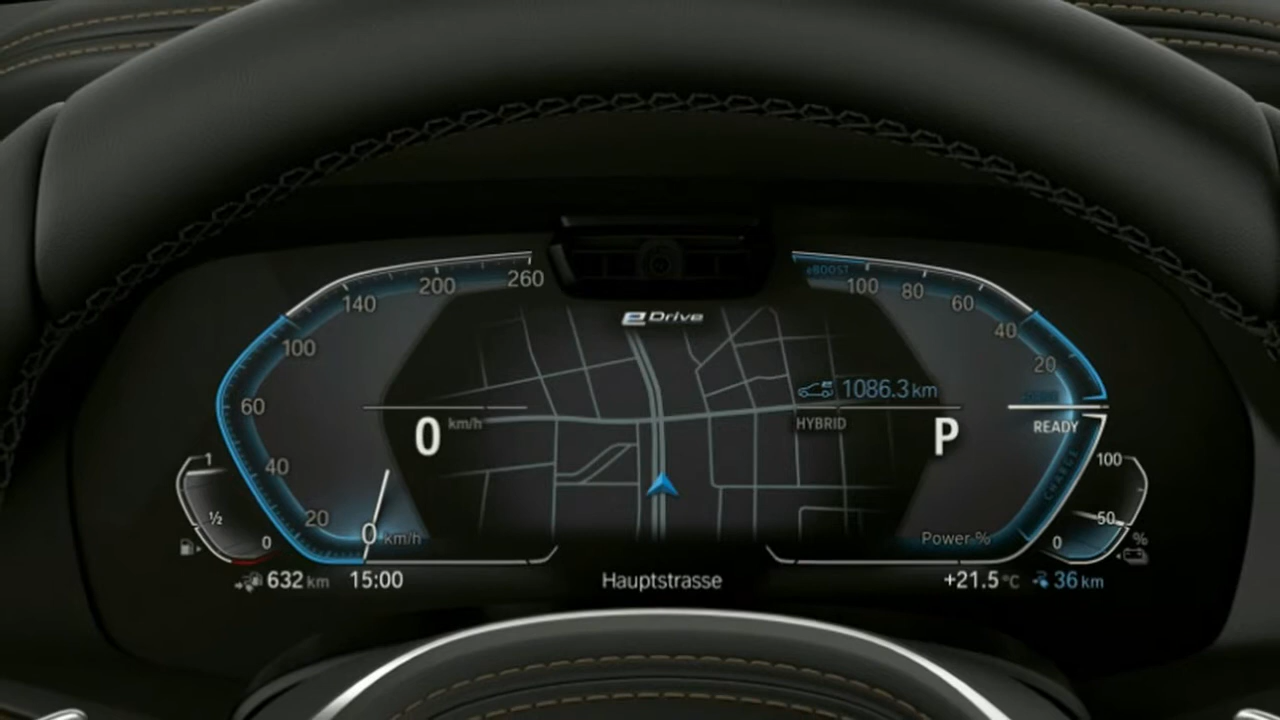 260
200
140
100
60
40
20
0 km/h
eBOOST
100
80
60
40
20
eDrive
1086.3 km
HYBRID
0 km/h
P
READY
CHARGE
1
1/2
0
100
50
0
%
Power %
632 km
15:00
Hauptstrasse
+21.5 °C
36 km